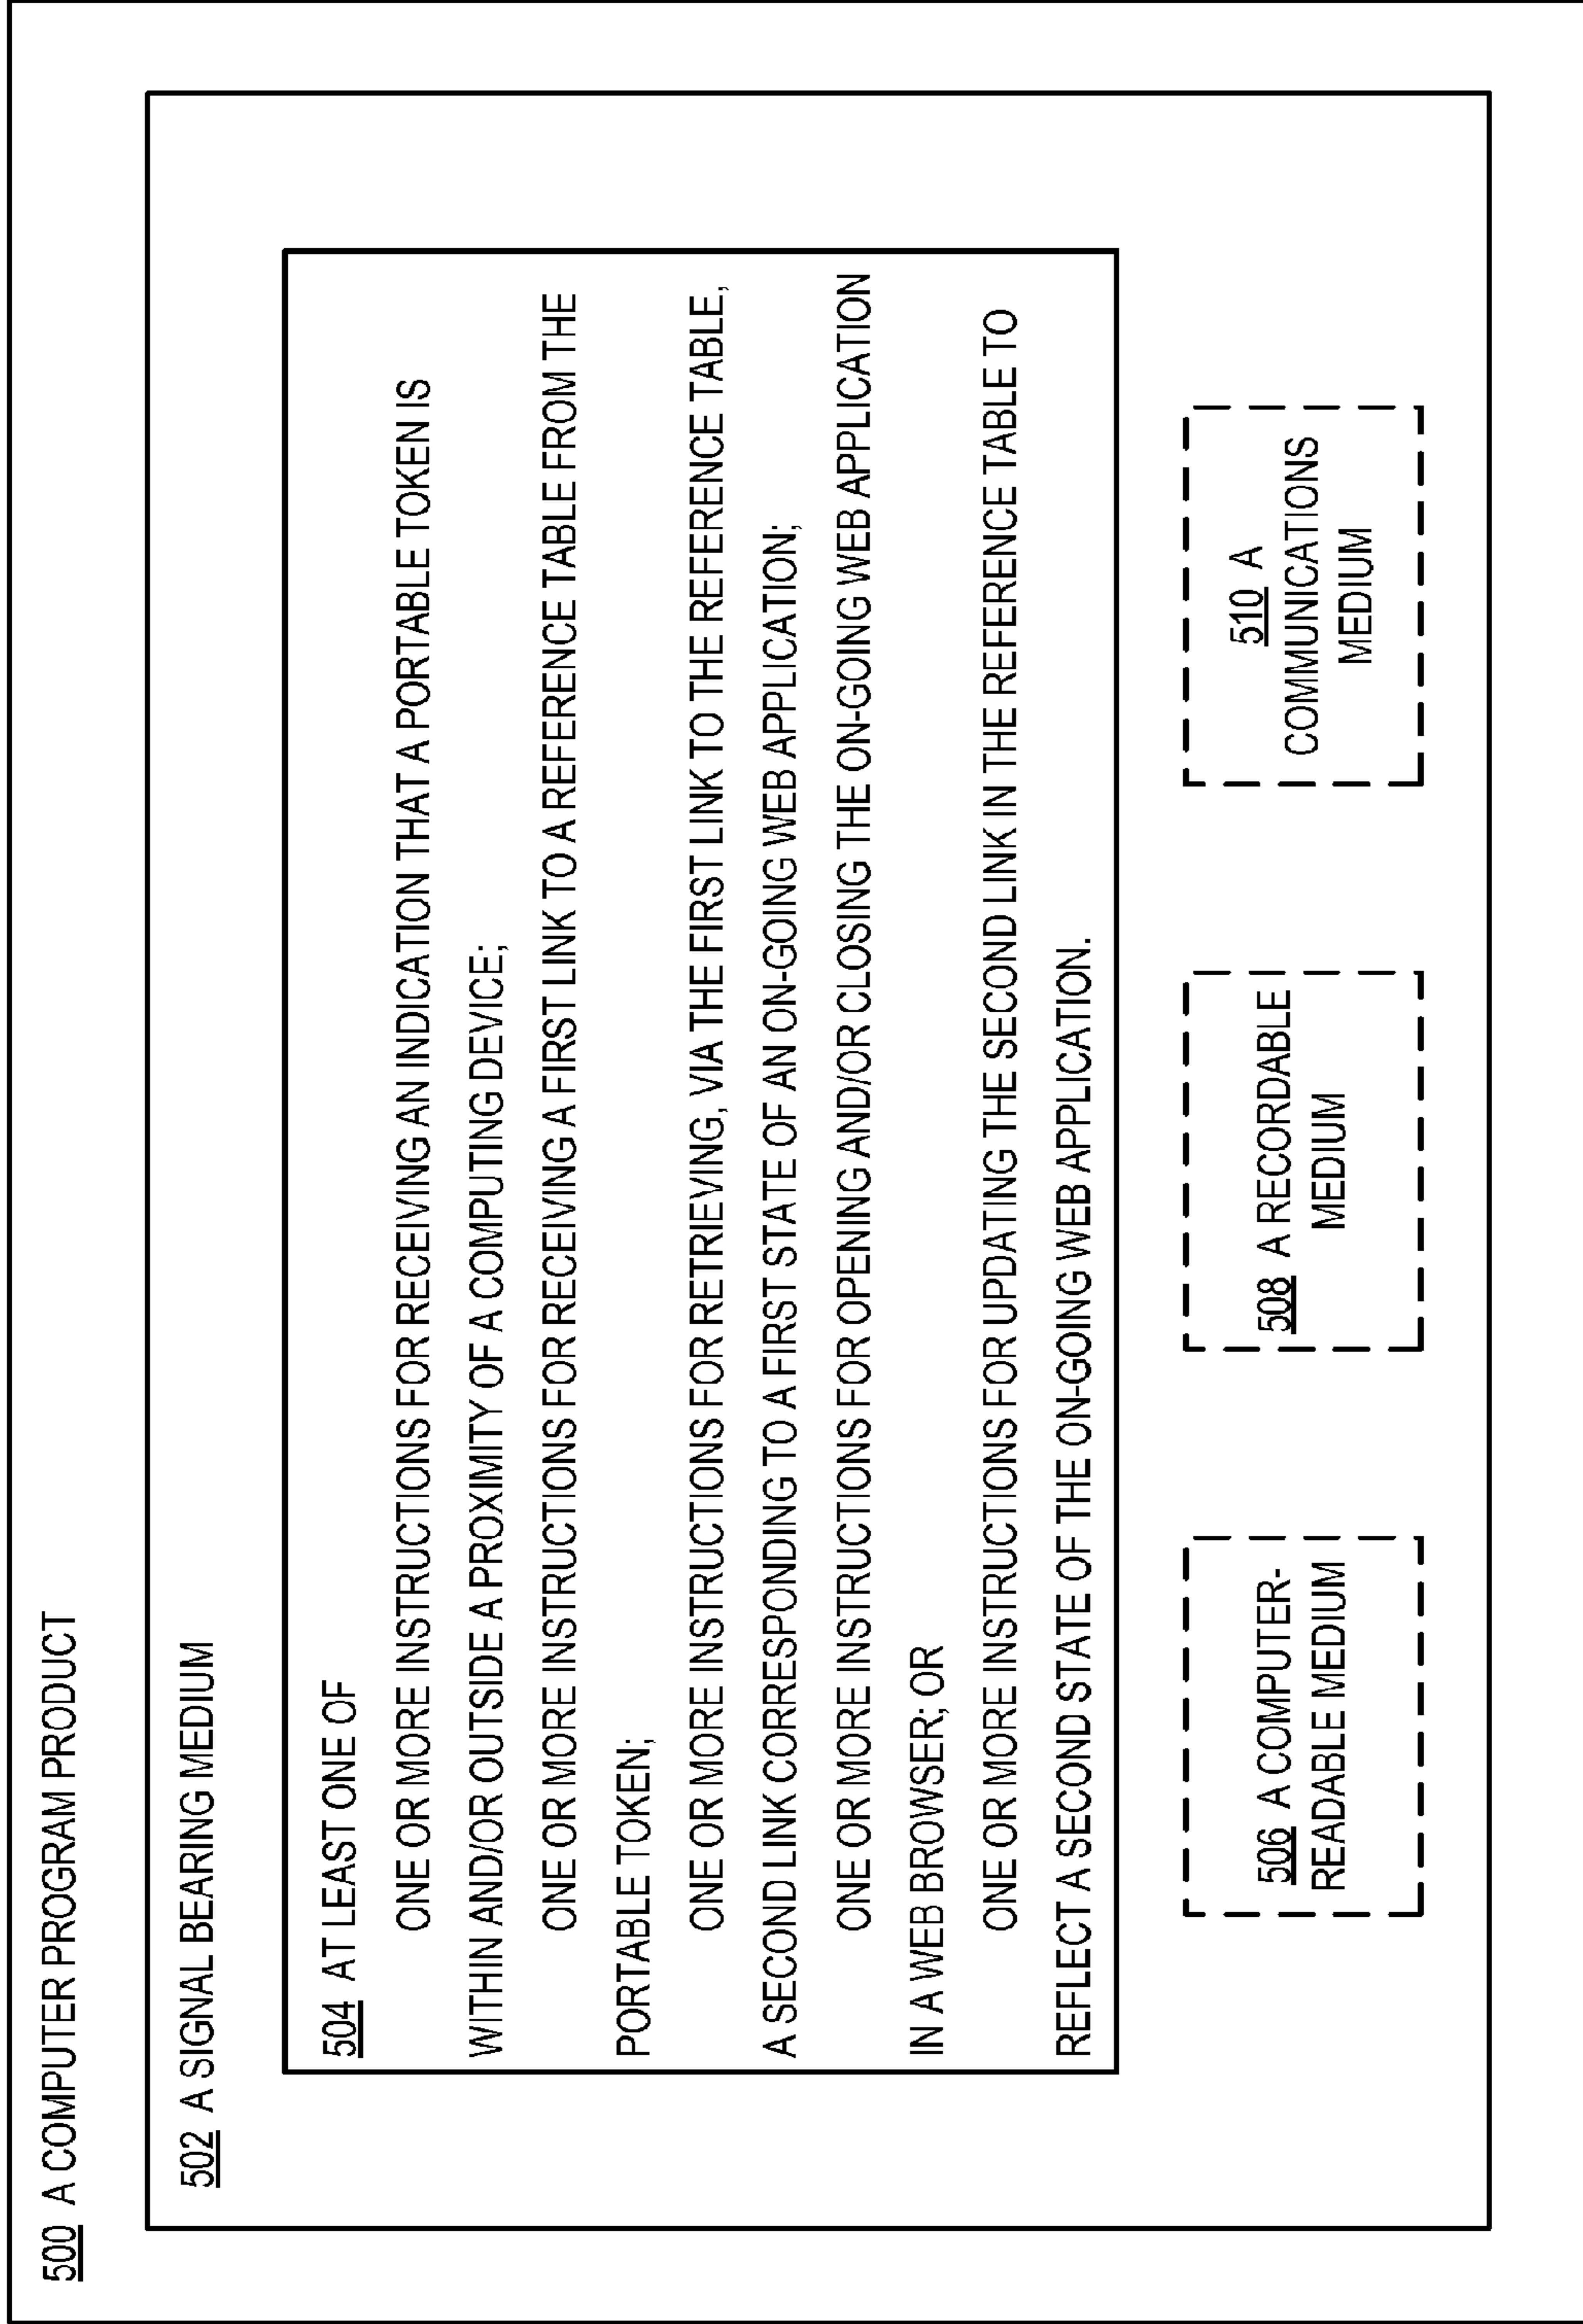 500 A COMPUTER PROGRAM PRODUCT
502 A SIGNAL BEARING MEDIUM
504 AT LEAST ONE OF
ONE OR MORE INSTRUCTIONS FOR RECEIVING AN INDICATION THAT A PORTABLE TOKEN IS
WITHIN AND/OR OUTSIDE A PROXIMITY OF A COMPUTING DEVICE;
ONE OR MORE INSTRUCTIONS FOR RECEIVING A FIRST LINK TO A REFERENCE TABLE FROM THE
PORTABLE TOKEN;
ONE OR MORE INSTRUCTIONS FOR RETRIEVING, VIA THE FIRST LINK TO THE REFERENCE TABLE,
A SECOND LINK CORRESPONDING TO A FIRST STATE OF AN ON-GOING WEB APPLICATION;
ONE OR MORE INSTRUCTIONS FOR OPENING AND/OR CLOSING THE ON-GOING WEB APPLICATION
IN A WEB BROWSER; OR
ONE OR MORE INSTRUCTIONS FOR UPDATING THE SECOND LINK IN THE REFERENCE TABLE TO
REFLECT A SECOND STATE OF THE ON-GOING WEB APPLICATION.
506 A COMPUTER-
READABLE MEDIUM
508 A RECORDABLE
MEDIUM
510 A
COMMUNICATIONS
MEDIUM